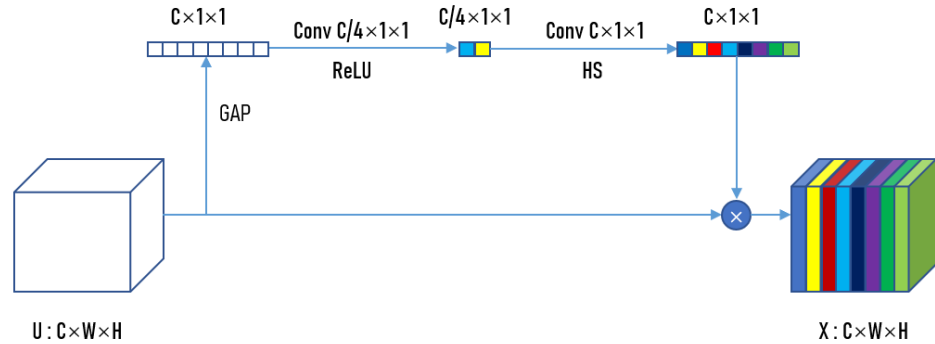 C×1×1
Conv C/4×1×1
C/4×1×1
Conv C×1×1
C×1×1
ReLU
HS
GAP
×
U : C×W×H
X : C×W×H